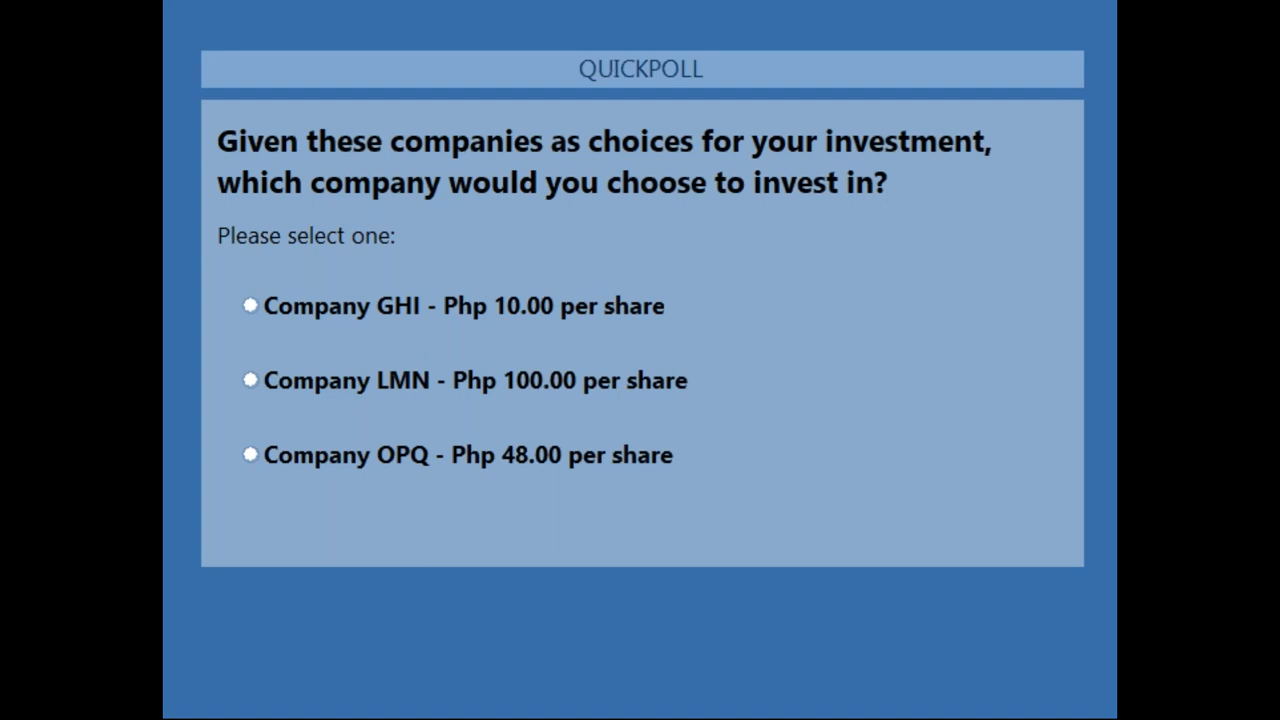 QUICKPOLL
Given these companies as choices for your investment,
which company would you choose to invest in?
Please select one:
Company GHI - Php 10.00 per share
Company LMN - Php 100.00 per share
Company OPQ - Php 48.00 per share